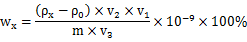 wₓ = (ρₓ - ρ₀) × v₂ × v₁ / m × v₃ × 10⁻⁹ × 100%